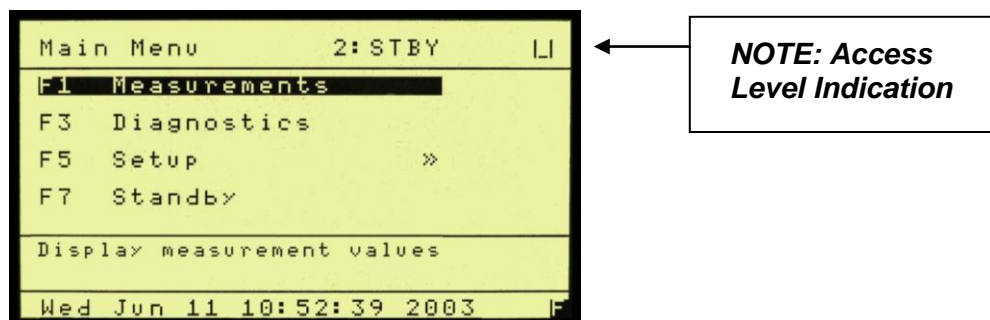 Main Menu 2:STBY |_|
F1 Measurements
F3 Diagnostics
F5 Setup »
F7 Standby
Display measurement values
Wed Jun 11 10:52:39 2003 F
NOTE: Access
Level Indication